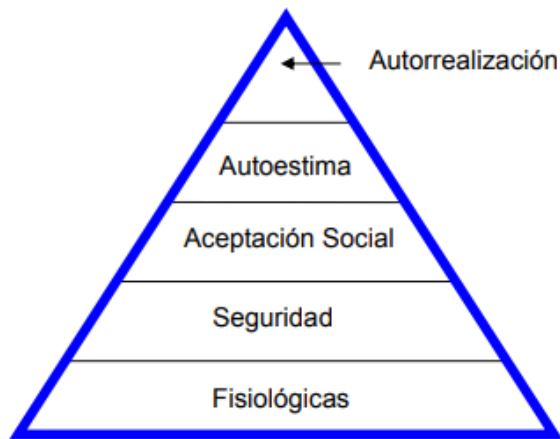 Autorrealización
Autoestima
Aceptación Social
Seguridad
Fisiológicas